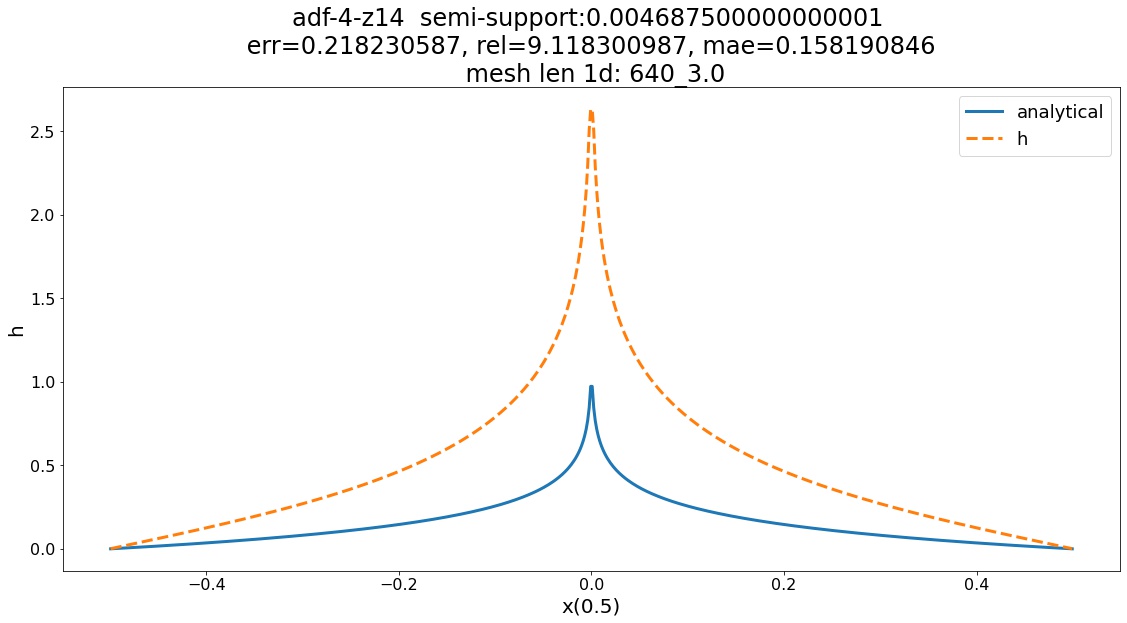 adf-4-z14  semi-support:0.004687500000000001
err=0.218230587, rel=9.118300987, mae=0.158190846
mesh len 1d: 640_3.0
analytical
h
2.5
2.0
1.5
1.0
0.5
0.0
h
−0.4
−0.2
0.0
0.2
0.4
x(0.5)